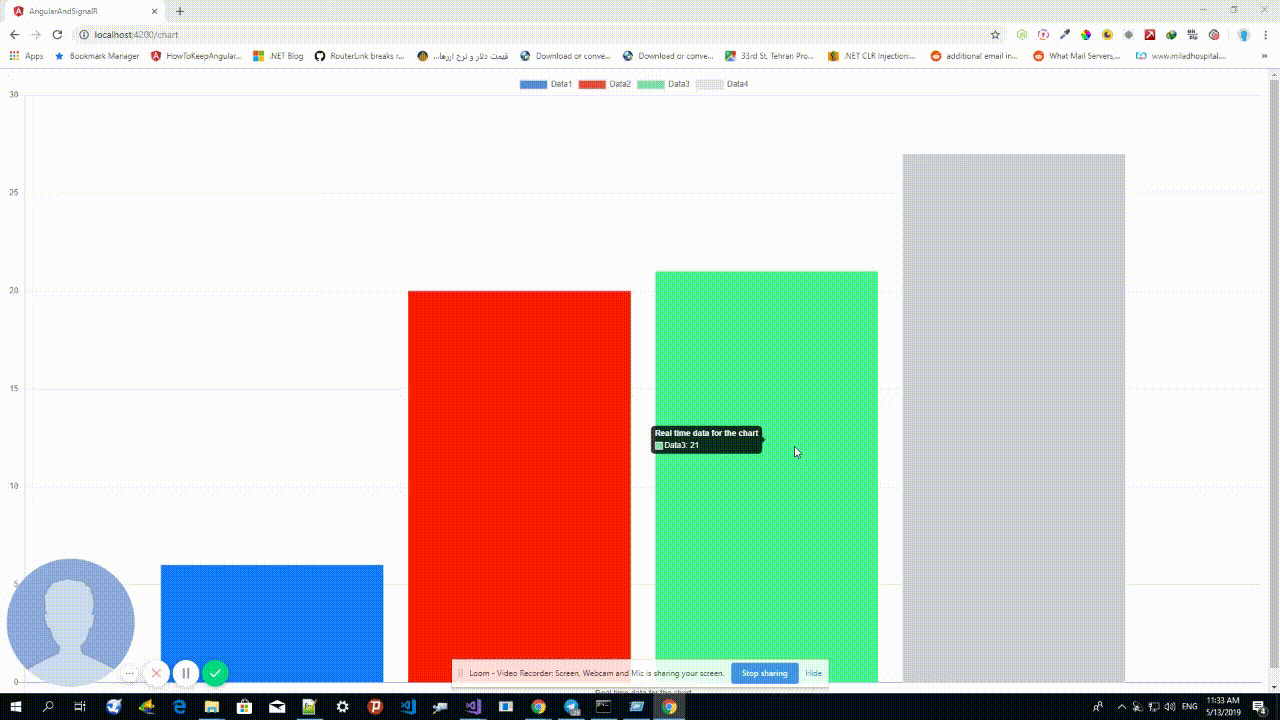 AngularAndSignalR
localhost:4200/chart
Apps Bookmark Manager HowToKeepAngular... .NET Blog RouterLink breaks r... قیمت دلار و نرخ ارزها... Download or conve... Download or conve... 33rd St, Tehran Pro... .NET CLR Injection:... additional email in... What Mail Servers,... www.miladhospital....
Data1 Data2 Data3 Data4
30
25
20
15
10
5
0
Real time data for the chart
Data3: 21
Loom - Video Recorder: Screen, Webcam and Mic is sharing your screen. Stop sharing Hide
Real time data for the chart
ENG
11:33 AM
5/13/2019